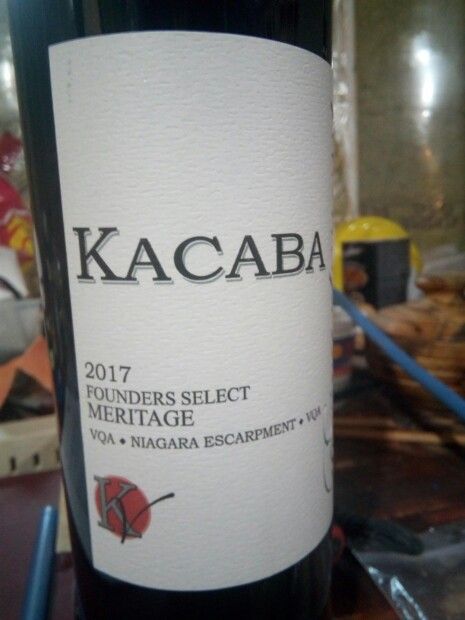 KACABA
2017
FOUNDERS SELECT
MERITAGE
VQA • NIAGARA ESCARPMENT • VQA
K